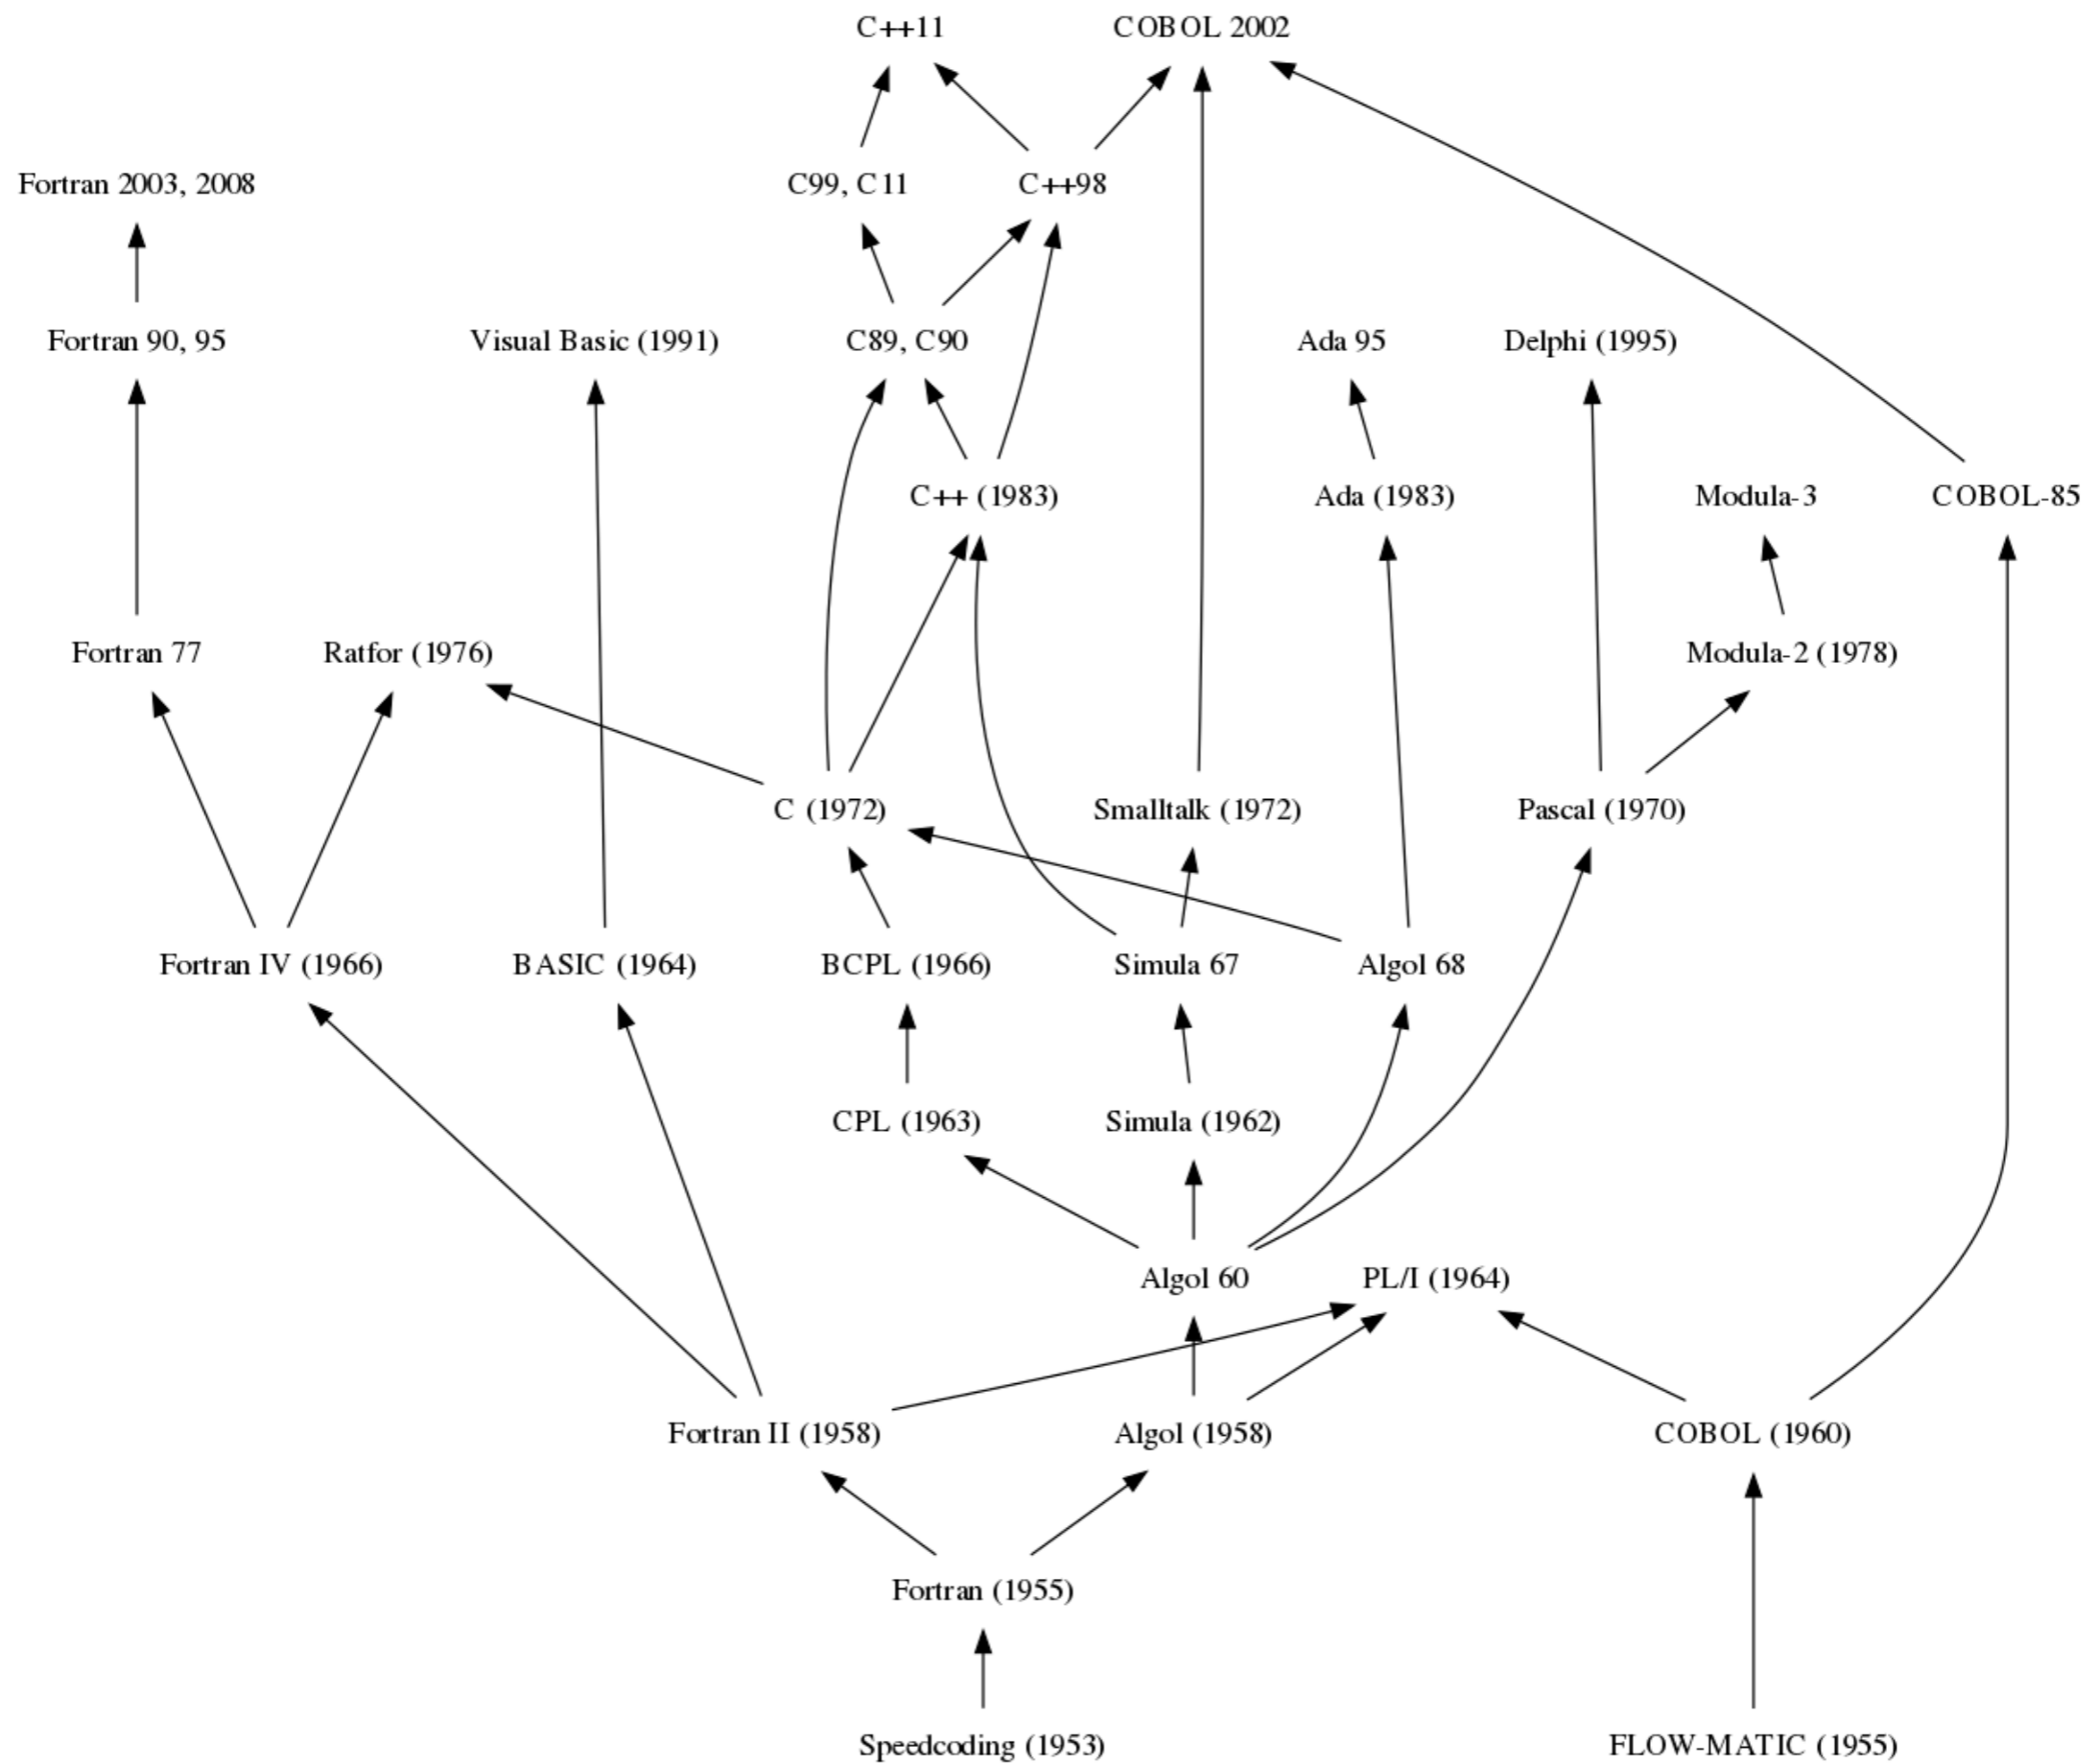 C++11
COBOL 2002
Fortran 2003, 2008
C99, C11
C++98
Fortran 90, 95
Visual Basic (1991)
C89, C90
Ada 95
Delphi (1995)
C++ (1983)
Ada (1983)
Modula-3
COBOL-85
Fortran 77
Ratfor (1976)
Modula-2 (1978)
C (1972)
Smalltalk (1972)
Pascal (1970)
Fortran IV (1966)
BASIC (1964)
BCPL (1966)
Simula 67
Algol 68
CPL (1963)
Simula (1962)
Algol 60
PL/I (1964)
Fortran II (1958)
Algol (1958)
COBOL (1960)
Fortran (1955)
Speedcoding (1953)
FLOW-MATIC (1955)